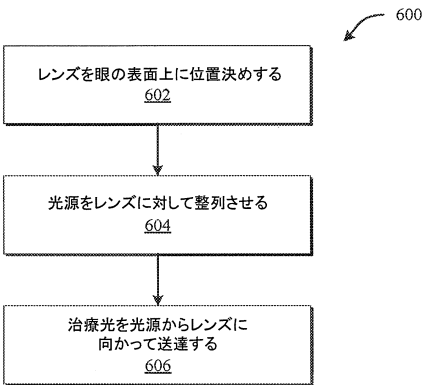 600
レンズを眼の表面上に位置決めする
602
光源をレンズに対して整列させる
604
治療光を光源からレンズに
向かって送達する
606